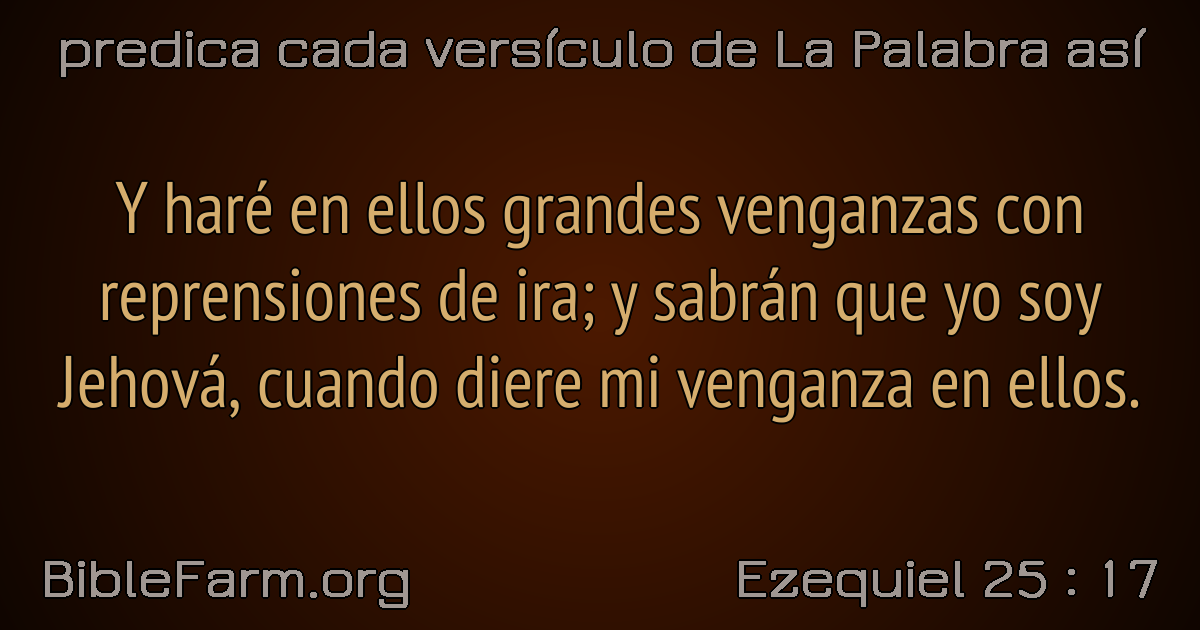 predica cada versículo de La Palabra así
Y haré en ellos grandes venganzas con
reprensiones de ira; y sabrán que yo soy
Jehová, cuando diere mi venganza en ellos.
BibleFarm.org
Ezequiel 25 : 17